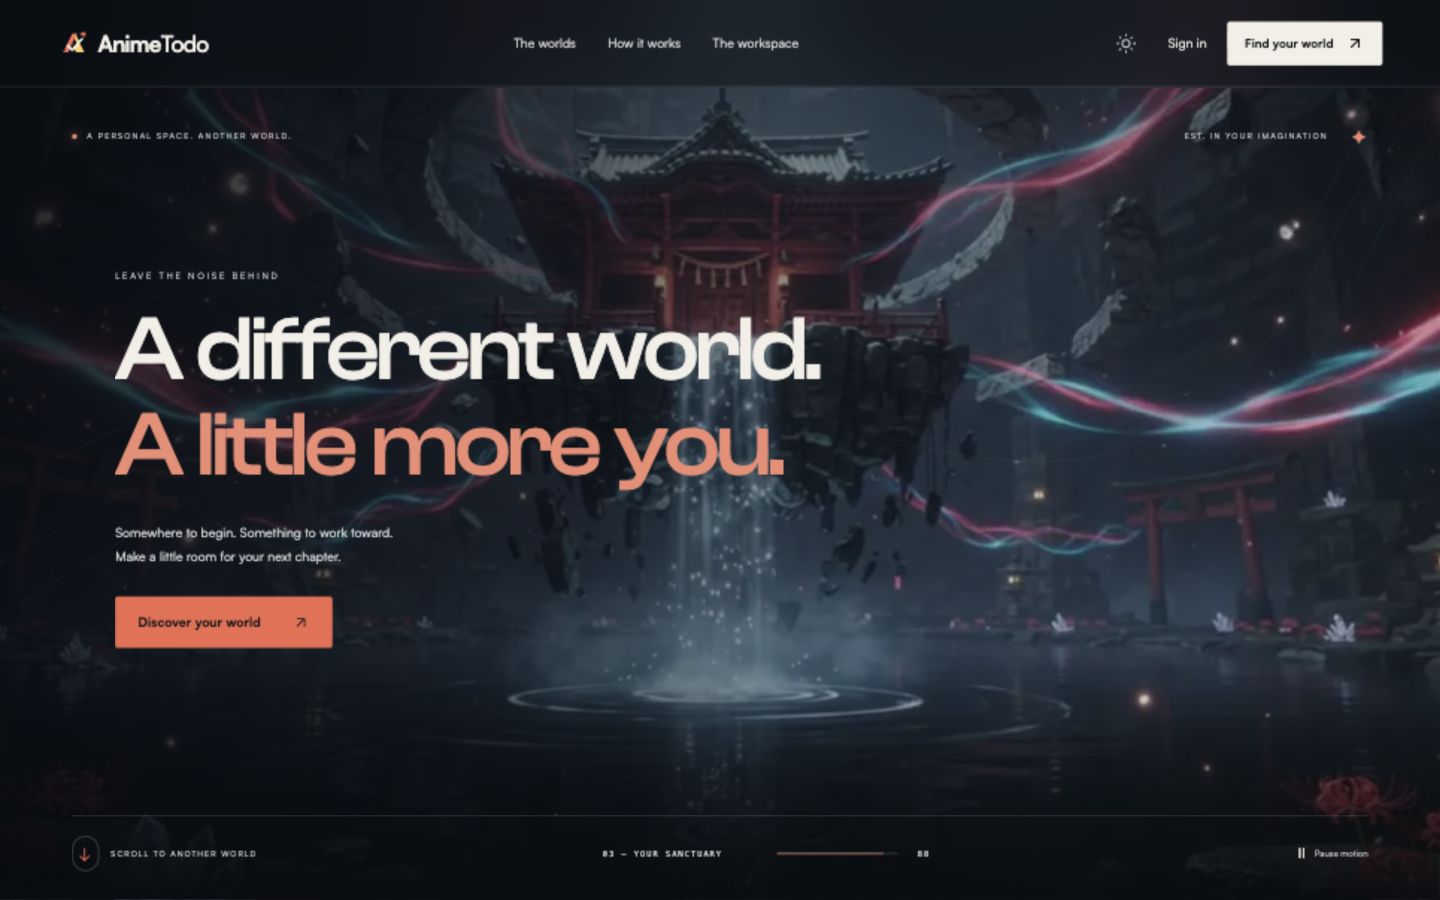 AnimeTodo
The worlds
How it works
The workspace
Sign in
Find your world
A PERSONAL SPACE. ANOTHER WORLD.
EST. IN YOUR IMAGINATION
LEAVE THE NOISE BEHIND
A different world.
A little more you.
Somewhere to begin. Something to work toward.
Make a little room for your next chapter.
Discover your world
SCROLL TO ANOTHER WORLD
03 — YOUR SANCTUARY
88
Pause motion